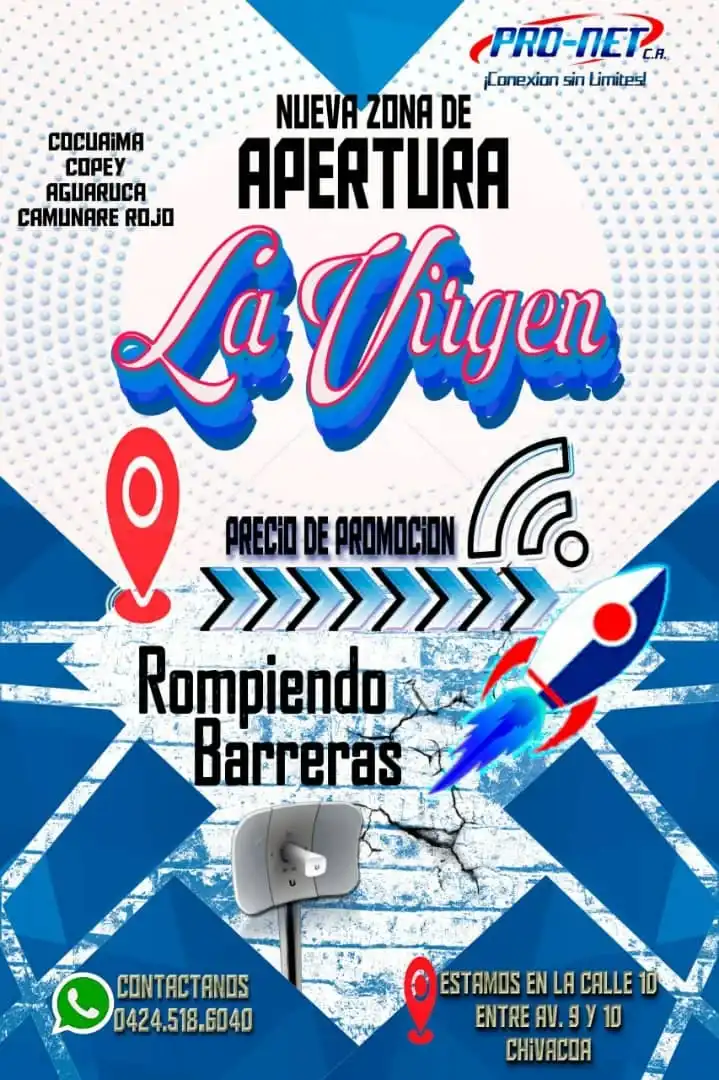 PRO-NET C.A.
¡Conexion sin Limites!
NUEVA ZONA DE
APERTURA
COCUAIMA
COPEY
AGUARUCA
CAMUNARE ROJO
La Virgen
PRECIO DE PROMOCION
Rompiendo
Barreras
CONTACTANOS
0424.518.6040
ESTAMOS EN LA CALLE 10
ENTRE AV. 9 Y 10
CHIVACOA